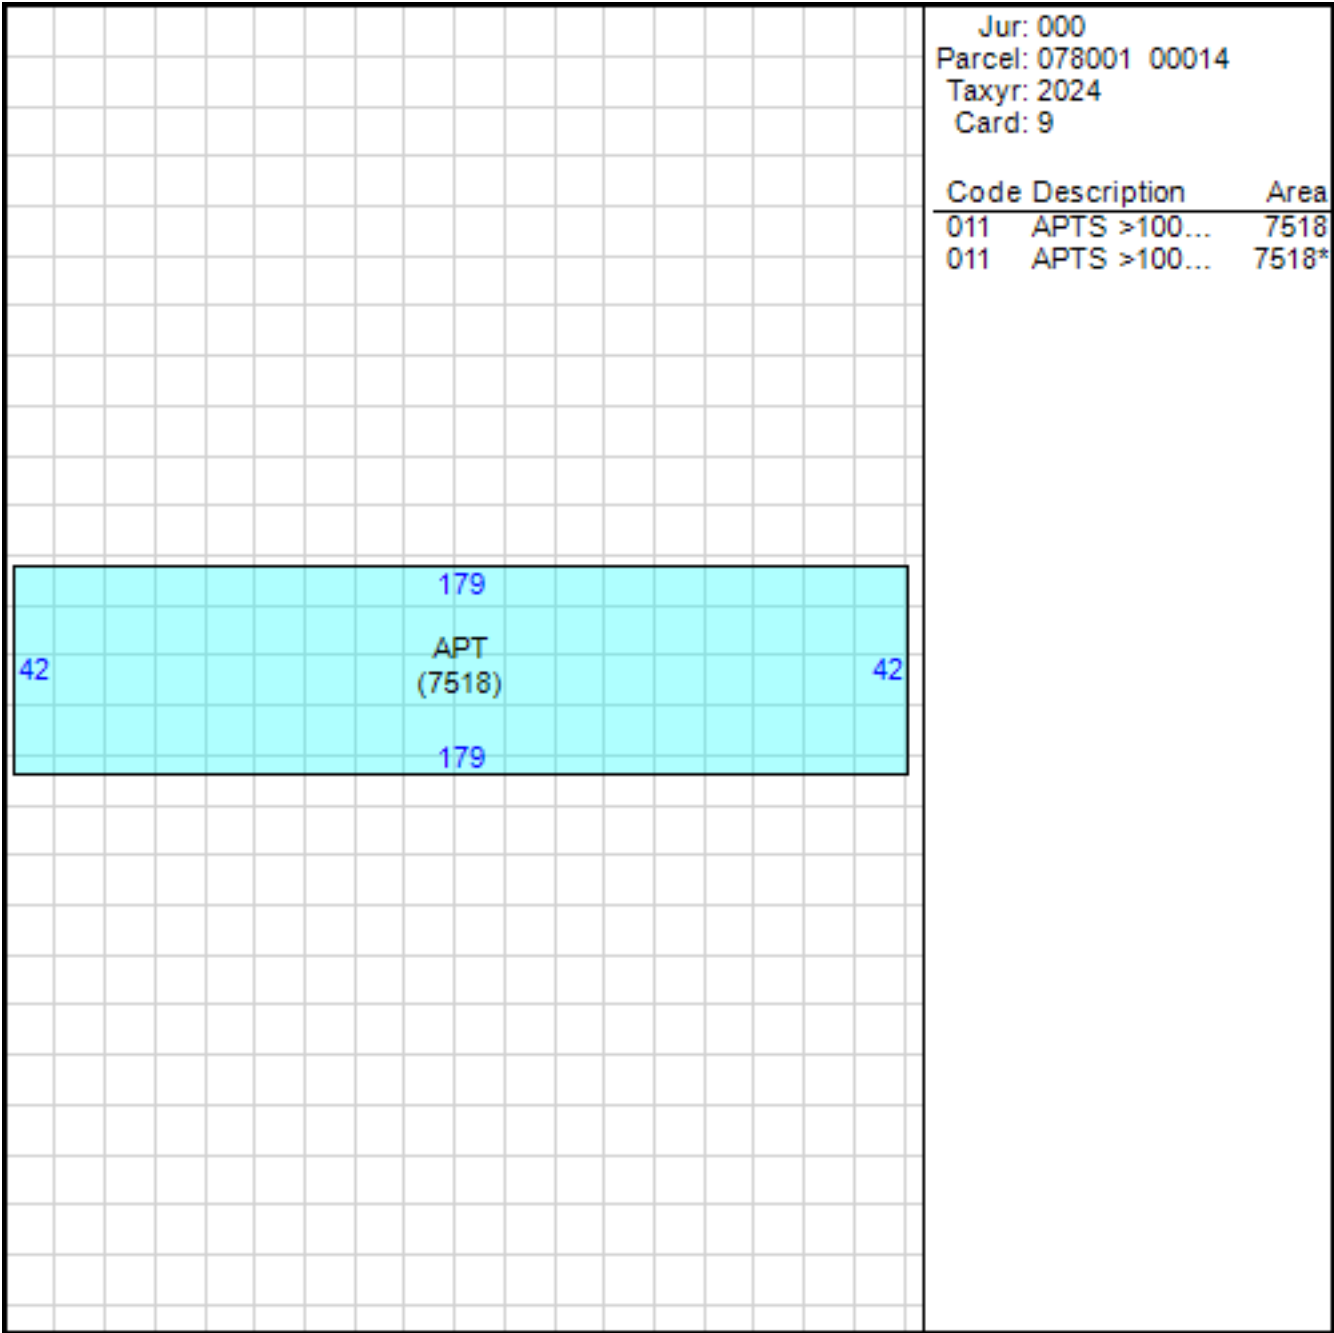 Jur: 000
Parcel: 078001 00014
Taxyr: 2024
Card: 9
Code Description Area
011 APTS >100... 7518
011 APTS >100... 7518*
179
APT
42 42
(7518)
179